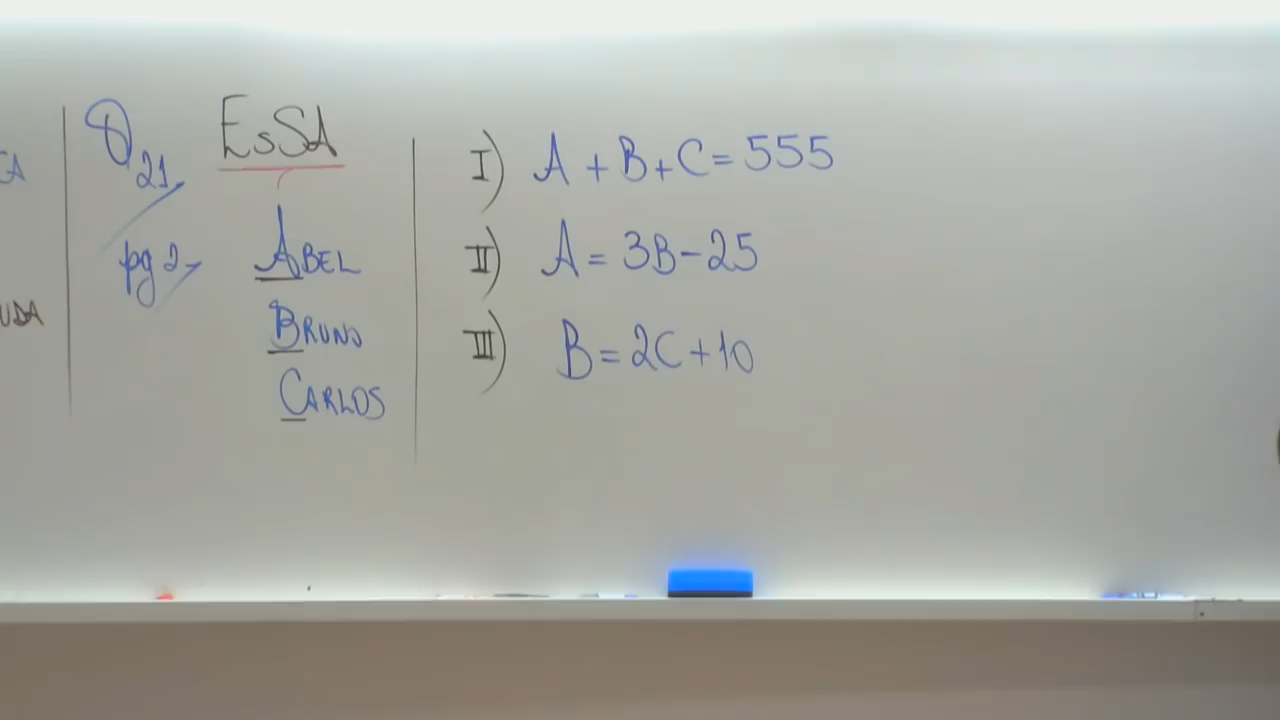 Q21
pg 2
EsSA
ABEL
BRUNO
CARLOS
I) A + B + C = 555
II) A = 3B - 25
III) B = 2C + 10